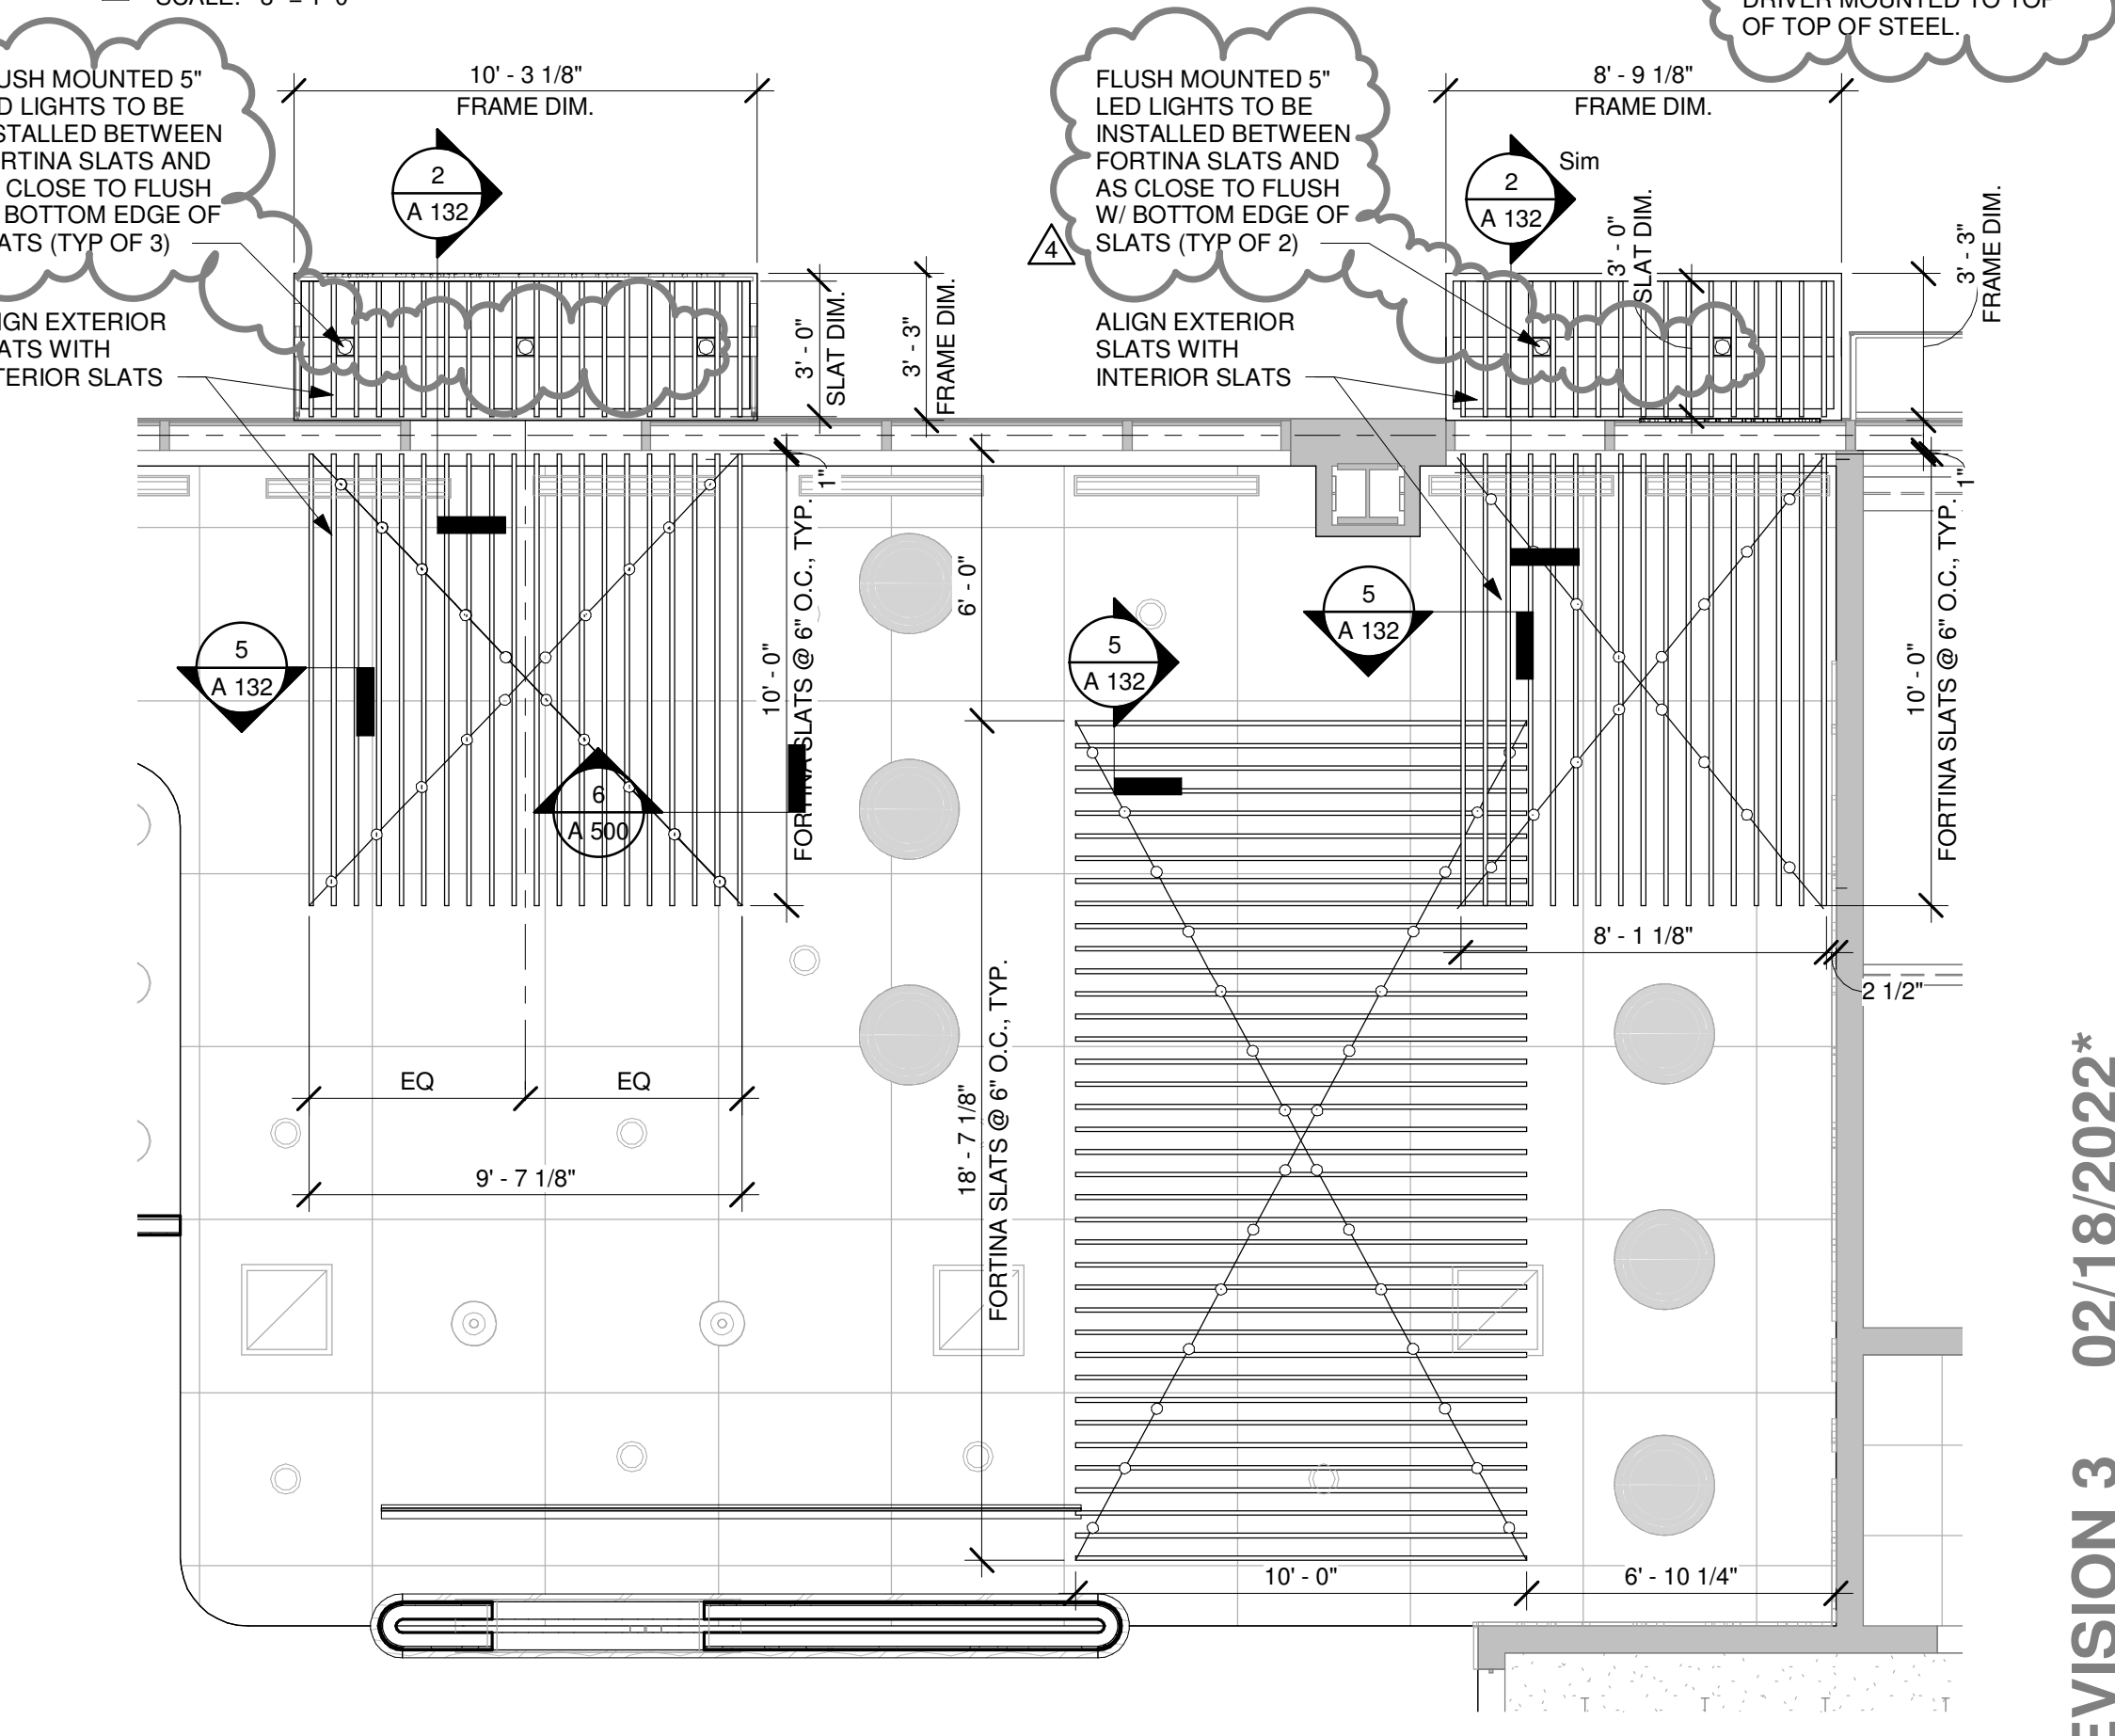 SCALE: 8" = 1' 0"
DRIVER MOUNTED TO TOP
OF TOP OF STEEL.
USH MOUNTED 5"
D LIGHTS TO BE
STALLED BETWEEN
RTINA SLATS AND
CLOSE TO FLUSH
BOTTOM EDGE OF
ATS (TYP OF 3)
IGN EXTERIOR
ATS WITH
TERIOR SLATS
10' - 3 1/8"
FRAME DIM.
2
A 132
3' - 0"
SLAT DIM.
3' - 3"
FRAME DIM.
FLUSH MOUNTED 5"
LED LIGHTS TO BE
INSTALLED BETWEEN
FORTINA SLATS AND
AS CLOSE TO FLUSH
W/ BOTTOM EDGE OF
SLATS (TYP OF 2)
4
ALIGN EXTERIOR
SLATS WITH
INTERIOR SLATS
8' - 9 1/8"
FRAME DIM.
2
A 132
Sim
3' - 0"
SLAT DIM.
3' - 3"
FRAME DIM.
1"
10' - 0"
FORTINA SLATS @ 6" O.C., TYP.
6' - 0"
5
A 132
6
A 500
5
A 132
5
A 132
1"
10' - 0"
FORTINA SLATS @ 6" O.C., TYP.
8' - 1 1/8"
2 1/2"
EQ
EQ
9' - 7 1/8"
18' - 7 1/8"
FORTINA SLATS @ 6" O.C., TYP.
10' - 0"
6' - 10 1/4"
EVISION 3 02/18/2022*